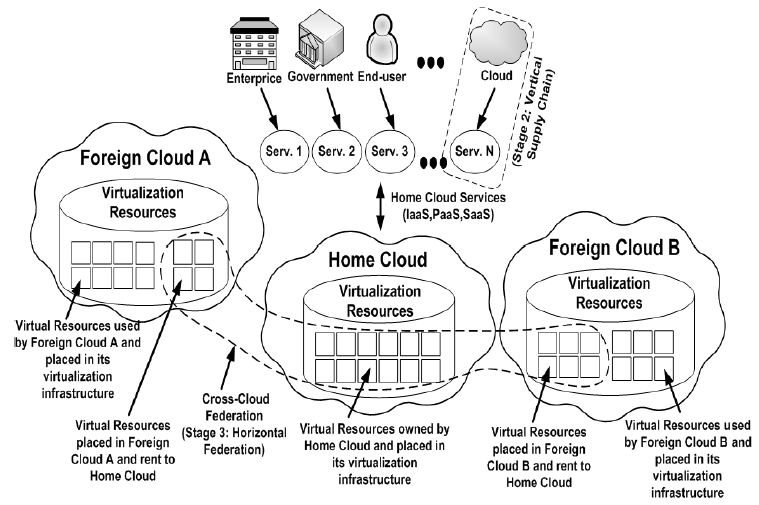 Enterprice
Government
End-user
Cloud
(Stage 2: Vertical
Supply Chain)
Serv. 1
Serv. 2
Serv. 3
Serv. N
Home Cloud Services
(IaaS,PaaS,SaaS)
Foreign Cloud A
Virtualization
Resources
Home Cloud
Virtualization
Resources
Foreign Cloud B
Virtualization
Resources
Virtual Resources used
by Foreign Cloud A and
placed in its
virtualization
infrastructure
Virtual Resources
placed in Foreign
Cloud A and rent to
Home Cloud
Cross-Cloud
Federation
(Stage 3: Horizontal
Federation)
Virtual Resources owned by
Home Cloud and placed in
its virtualization
infrastructure
Virtual Resources
placed in Foreign
Cloud B and rent to
Home Cloud
Virtual Resources used
by Foreign Cloud B and
placed in its
virtualization
infrastructure